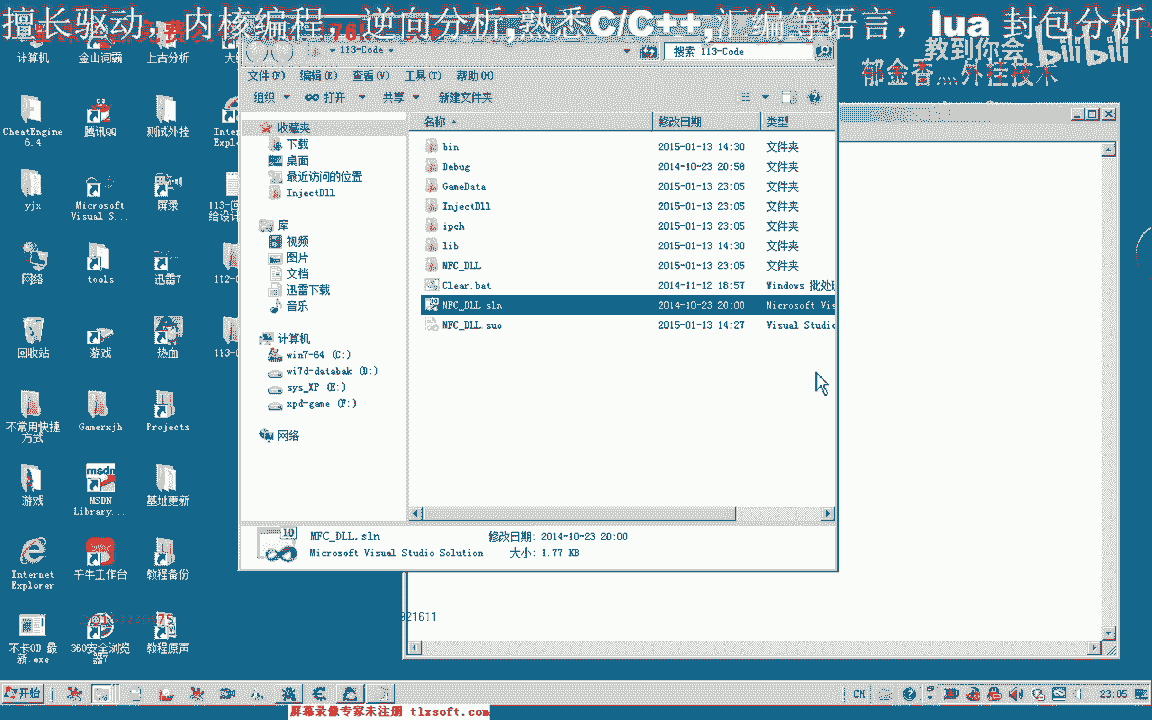 擅长驱动，内核编程，逆向分析,熟悉C/C++,汇编等语言，lua 封包分析
教到你会 bilibili
郁金香灬外挂技术
计算机
金山词霸
上古分析
CheatEngine 6.4
腾讯QQ
测试外挂
yjx
Microsoft Visual S...
屏录
网络
tools
迅雷7
回收站
游戏
热血
不常用快捷方式
Gamerxjh
Projects
游戏
MSDN Library...
基址更新
Internet Explorer
千牛工作台
教程备份
不卡OD 最新.exe
360安全浏览器7
教程原声
113-Code
搜索 113-Code
文件(F) 编辑(E) 查看(V) 工具(T) 帮助(H)
组织 打开 共享 新建文件夹
收藏夹
下载
桌面
最近访问的位置
InjectDll
库
视频
图片
文档
迅雷下载
音乐
计算机
win7-64 (C:)
wi7d-databak (D:)
sys_XP (E:)
xpd-game (F:)
网络
名称 修改日期 类型
bin 2015-01-13 14:30 文件夹
Debug 2014-10-23 20:58 文件夹
GameData 2015-01-13 23:05 文件夹
InjectDll 2015-01-13 23:05 文件夹
ipch 2015-01-13 23:05 文件夹
lib 2015-01-13 14:30 文件夹
MFC_DLL 2015-01-13 23:05 文件夹
Clear.bat 2014-11-12 18:57 Windows 批处
MFC_DLL.sln 2014-10-23 20:00 Microsoft Vis
MFC_DLL.suo 2015-01-13 14:27 Visual Studio
MFC_DLL.sln 修改日期: 2014-10-23 20:00
Microsoft Visual Studio Solution 大小: 1.77 KB
21611
开始
CH
23:05
屏幕录像专家未注册 tlxsoft.com